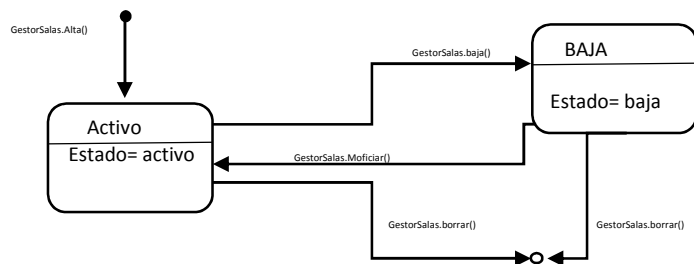 GestorSalas.Alta()
GestorSalas.baja()
BAJA
Estado= baja
Activo
Estado= activo
GestorSalas.Moficiar()
GestorSalas.borrar()
GestorSalas.borrar()